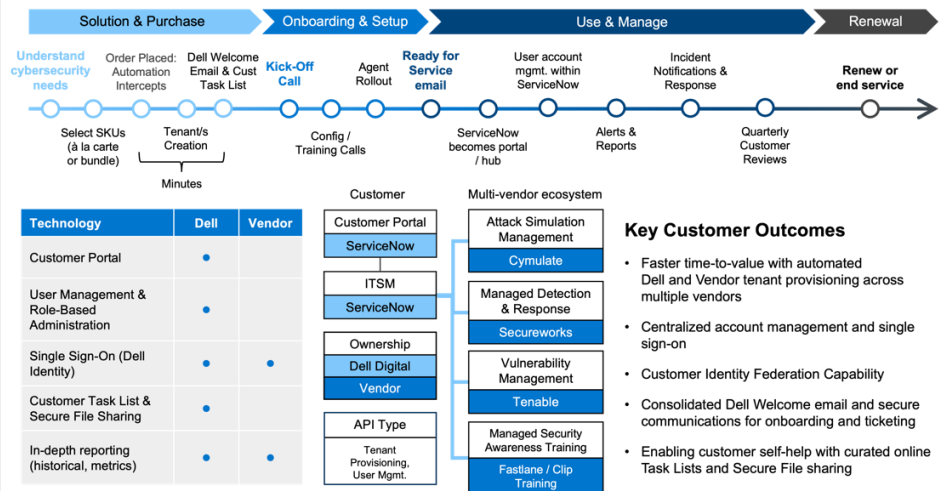 Solution & Purchase
Onboarding & Setup
Use & Manage
Renewal
Understand
cybersecurity
needs
Order Placed:
Automation
Intercepts
Dell Welcome
Email & Cust
Task List
Kick-Off
Call
Agent
Rollout
Ready for
Service
email
User account
mgmt. within
ServiceNow
Incident
Notifications &
Response
Renew or
end service
Select SKUs
(à la carte
or bundle)
Tenant/s
Creation
Minutes
Config /
Training Calls
ServiceNow
becomes portal
/ hub
Alerts &
Reports
Quarterly
Customer
Reviews
Technology
Dell
Vendor
Customer Portal
User Management &
Role-Based
Administration
Single Sign-On (Dell
Identity)
Customer Task List &
Secure File Sharing
In-depth reporting
(historical, metrics)
Customer
Customer Portal
ServiceNow
ITSM
ServiceNow
Ownership
Dell Digital
Vendor
API Type
Tenant
Provisioning,
User Mgmt.
Multi-vendor ecosystem
Attack Simulation
Management
Cymulate
Managed Detection
& Response
Secureworks
Vulnerability
Management
Tenable
Managed Security
Awareness Training
Fastlane / Clip
Training
Key Customer Outcomes
• Faster time-to-value with automated
Dell and Vendor tenant provisioning across
multiple vendors
• Centralized account management and single
sign-on
• Customer Identity Federation Capability
• Consolidated Dell Welcome email and secure
communications for onboarding and ticketing
• Enabling customer self-help with curated online
Task Lists and Secure File sharing